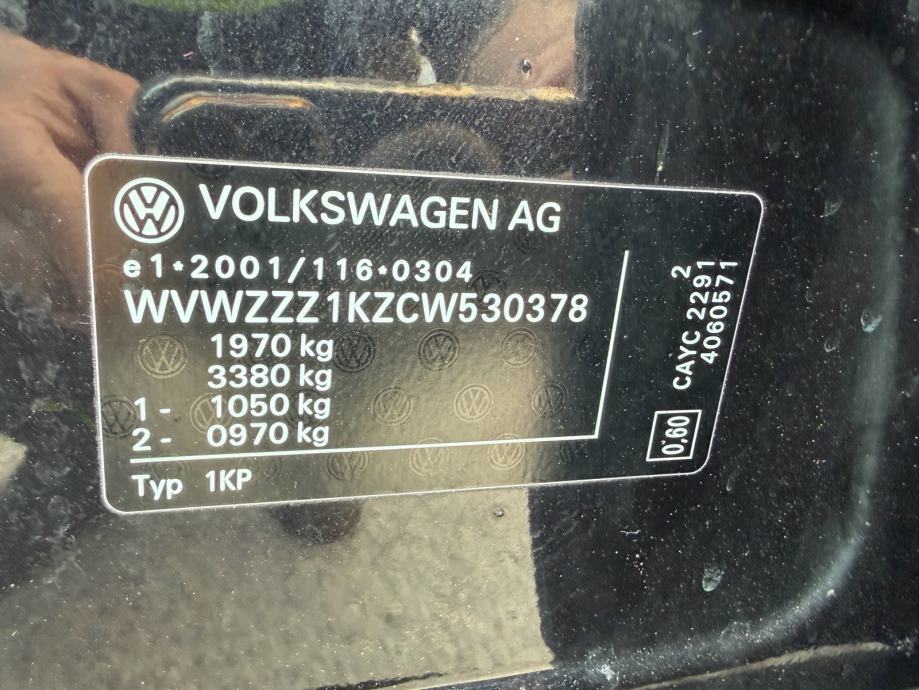 VOLKSWAGEN AG
e1*2001/116*0304
WVWZZZ1KZCW530378
1970 kg
3380 kg
1 - 1050 kg
2 - 0970 kg
Typ 1KP
2
CAYC 2291
4060571
0.60